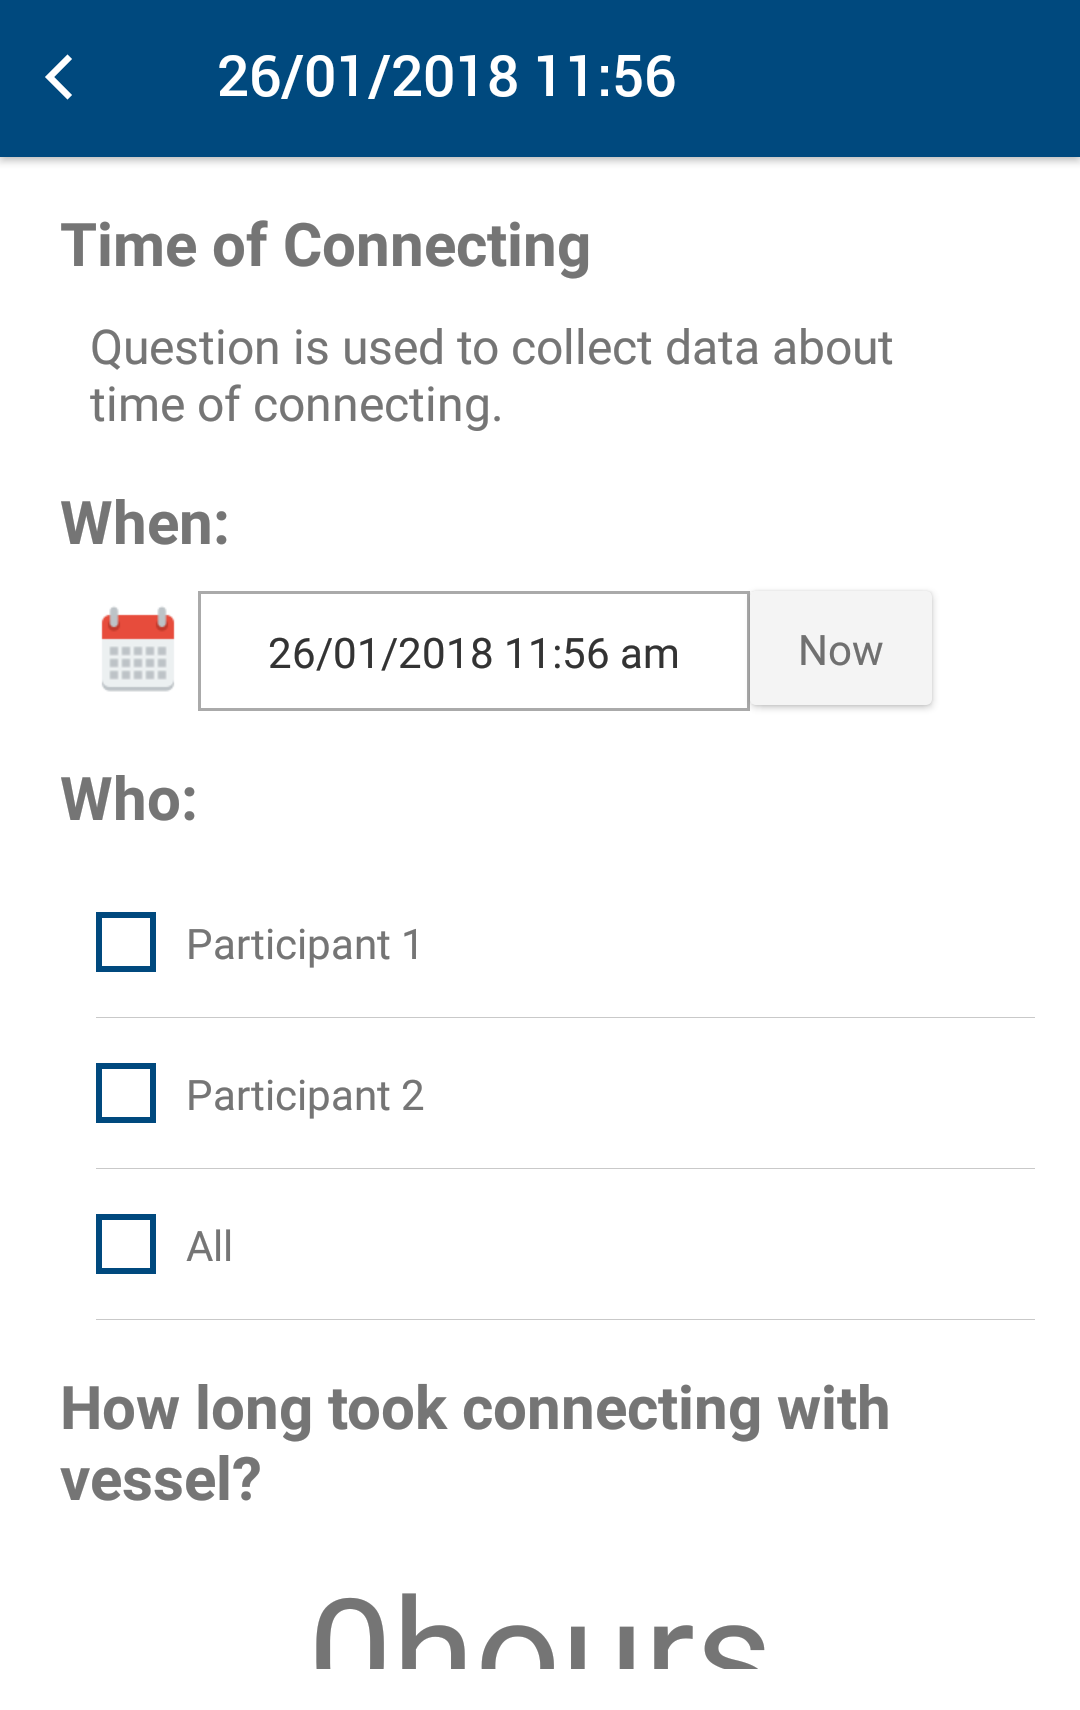 26/01/2018 11:56
Time of Connecting
Question is used to collect data about
time of connecting.
When:
26/01/2018 11:56 am
Now
Who:
Participant 1
Participant 2
All
How long took connecting with
vessel?
0hours